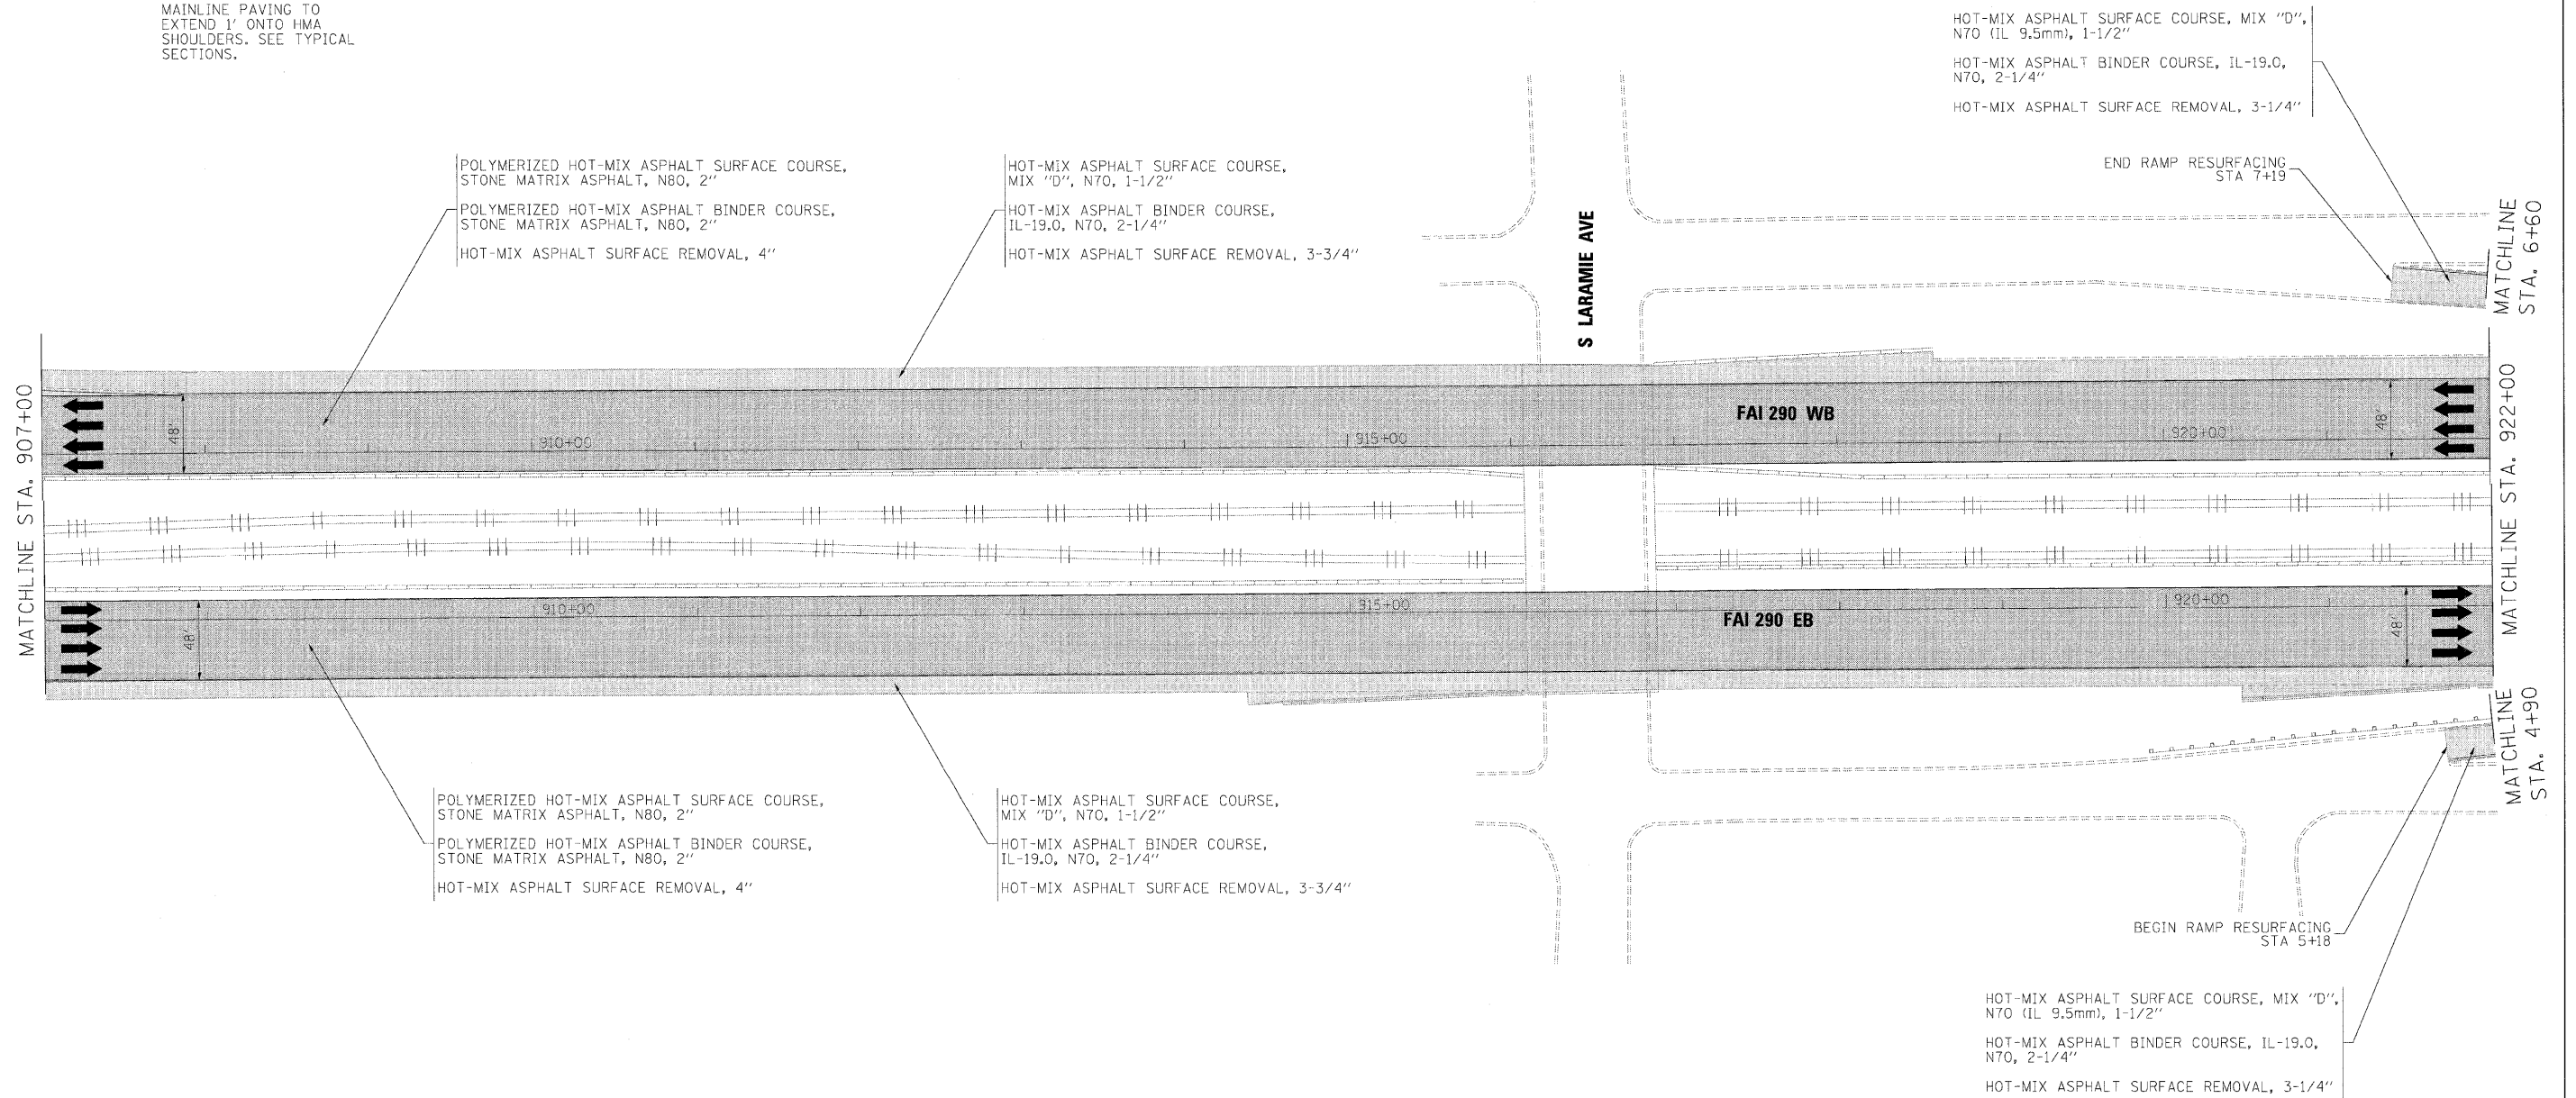 MAINLINE PAVING TO
EXTEND 1' ONTO HMA
SHOULDERS. SEE TYPICAL
SECTIONS.
HOT-MIX ASPHALT SURFACE COURSE, MIX "D",
N70 (IL 9.5mm), 1-1/2"
HOT-MIX ASPHALT BINDER COURSE, IL-19.0,
N70, 2-1/4"
HOT-MIX ASPHALT SURFACE REMOVAL, 3-1/4"
POLYMERIZED HOT-MIX ASPHALT SURFACE COURSE,
STONE MATRIX ASPHALT, N80, 2"
POLYMERIZED HOT-MIX ASPHALT BINDER COURSE,
STONE MATRIX ASPHALT, N80, 2"
HOT-MIX ASPHALT SURFACE REMOVAL, 4"
HOT-MIX ASPHALT SURFACE COURSE,
MIX "D", N70, 1-1/2"
HOT-MIX ASPHALT BINDER COURSE,
IL-19.0, N70, 2-1/4"
HOT-MIX ASPHALT SURFACE REMOVAL, 3-3/4"
END RAMP RESURFACING
STA 7+19
S LARAMIE AVE
MATCHLINE
STA. 6+60
MATCHLINE STA. 907+00
48'
910+00
915+00
FAI 290 WB
920+00
48'
MATCHLINE STA. 922+00
48'
910+00
915+00
FAI 290 EB
920+00
48'
MATCHLINE
STA. 4+90
POLYMERIZED HOT-MIX ASPHALT SURFACE COURSE,
STONE MATRIX ASPHALT, N80, 2"
POLYMERIZED HOT-MIX ASPHALT BINDER COURSE,
STONE MATRIX ASPHALT, N80, 2"
HOT-MIX ASPHALT SURFACE REMOVAL, 4"
HOT-MIX ASPHALT SURFACE COURSE,
MIX "D", N70, 1-1/2"
HOT-MIX ASPHALT BINDER COURSE,
IL-19.0, N70, 2-1/4"
HOT-MIX ASPHALT SURFACE REMOVAL, 3-3/4"
BEGIN RAMP RESURFACING
STA 5+18
HOT-MIX ASPHALT SURFACE COURSE, MIX "D",
N70 (IL 9.5mm), 1-1/2"
HOT-MIX ASPHALT BINDER COURSE, IL-19.0,
N70, 2-1/4"
HOT-MIX ASPHALT SURFACE REMOVAL, 3-1/4"